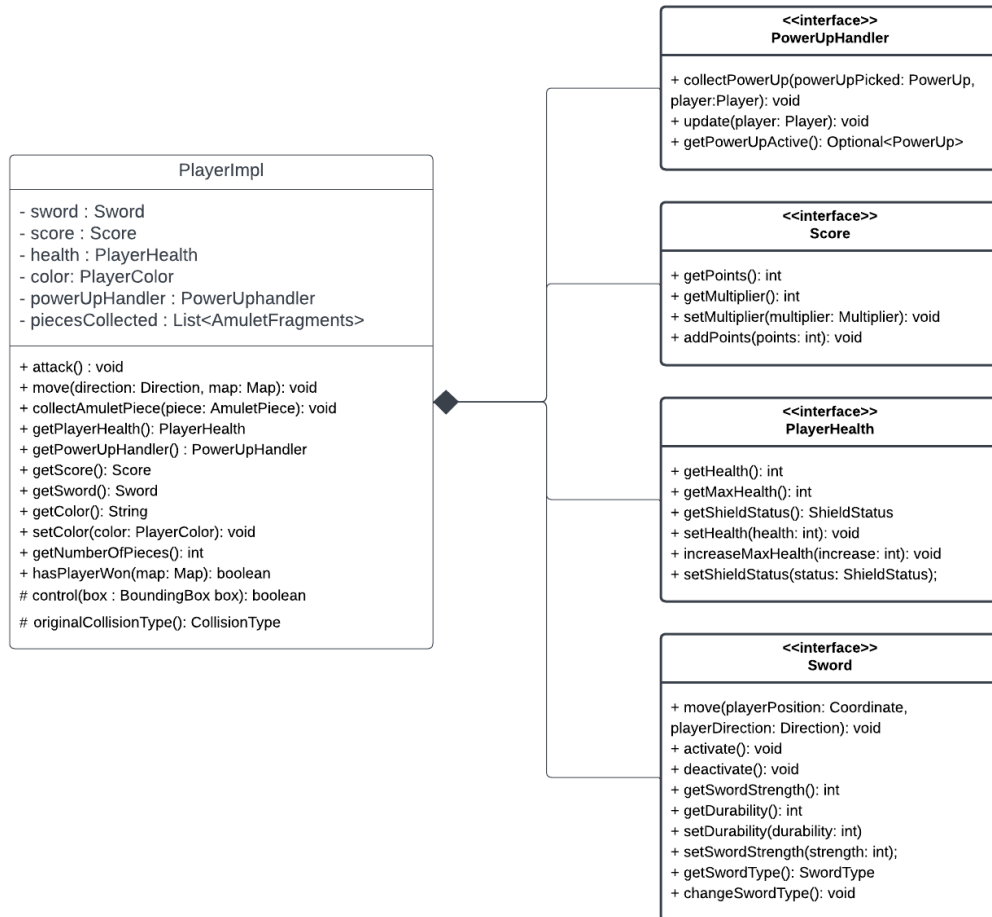 PlayerImpl
- sword : Sword
- score : Score
- health : PlayerHealth
- color: PlayerColor
- powerUpHandler : PowerUphandler
- piecesCollected : List<AmuletFragments>
+ attack() : void
+ move(direction: Direction, map: Map): void
+ collectAmuletPiece(piece: AmuletPiece): void
+ getPlayerHealth(): PlayerHealth
+ getPowerUpHandler() : PowerUpHandler
+ getScore(): Score
+ getSword(): Sword
+ getColor(): String
+ setColor(color: PlayerColor): void
+ getNumberOfPieces(): int
+ hasPlayerWon(map: Map): boolean
# control(box : BoundingBox box): boolean
# originalCollisionType(): CollisionType
<<interface>>
PowerUpHandler
+ collectPowerUp(powerUpPicked: PowerUp,
player:Player): void
+ update(player: Player): void
+ getPowerUpActive(): Optional<PowerUp>
<<interface>>
Score
+ getPoints(): int
+ getMultiplier(): int
+ setMultiplier(multiplier: Multiplier): void
+ addPoints(points: int): void
<<interface>>
PlayerHealth
+ getHealth(): int
+ getMaxHealth(): int
+ getShieldStatus(): ShieldStatus
+ setHealth(health: int): void
+ increaseMaxHealth(increase: int): void
+ setShieldStatus(status: ShieldStatus);
<<interface>>
Sword
+ move(playerPosition: Coordinate,
playerDirection: Direction): void
+ activate(): void
+ deactivate(): void
+ getSwordStrength(): int
+ getDurability(): int
+ setDurability(durability: int)
+ setSwordStrength(strength: int);
+ getSwordType(): SwordType
+ changeSwordType(): void